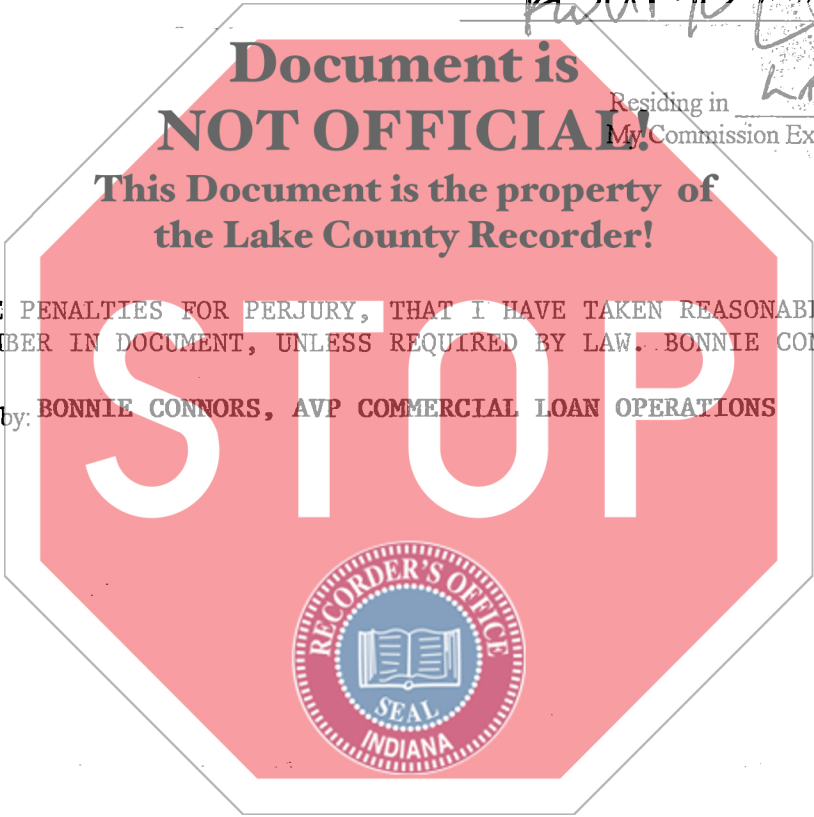 Document is
NOT OFFICIAL!
Residing in
My Commission Ex
This Document is the property of
the Lake County Recorder!
E PENALTIES FOR PERJURY, THAT I HAVE TAKEN REASONABL
BER IN DOCUMENT, UNLESS REQUIRED BY LAW. BONNIE CON
by: BONNIE CONNORS, AVP COMMERCIAL LOAN OPERATIONS
STOP
RECORDER'S OFFICE
SEAL
INDIANA